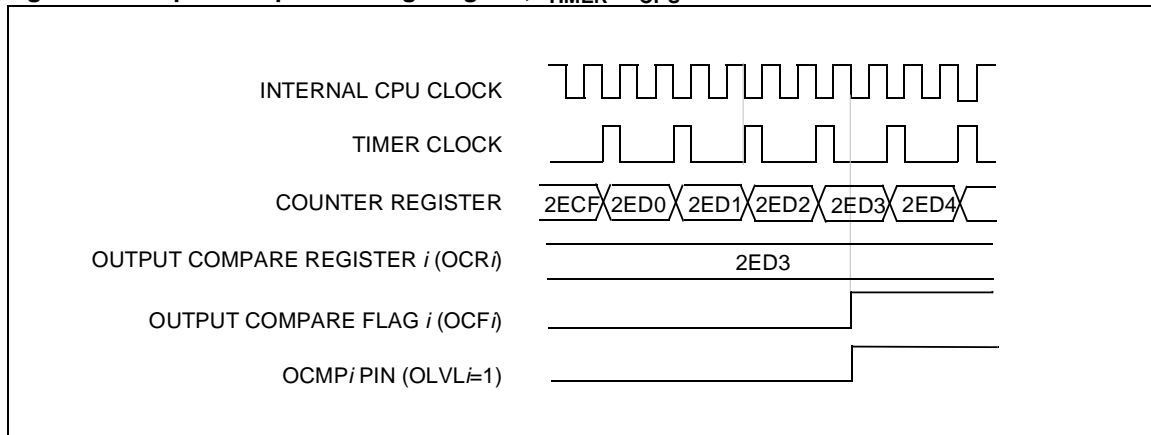 INTERNAL CPU CLOCK
TIMER CLOCK
COUNTER REGISTER 2ECF 2ED0 2ED1 2ED2 2ED3 2ED4
OUTPUT COMPARE REGISTER i (OCRi) 2ED3
OUTPUT COMPARE FLAG i (OCFi)
OCMPi PIN (OLVLi=1)